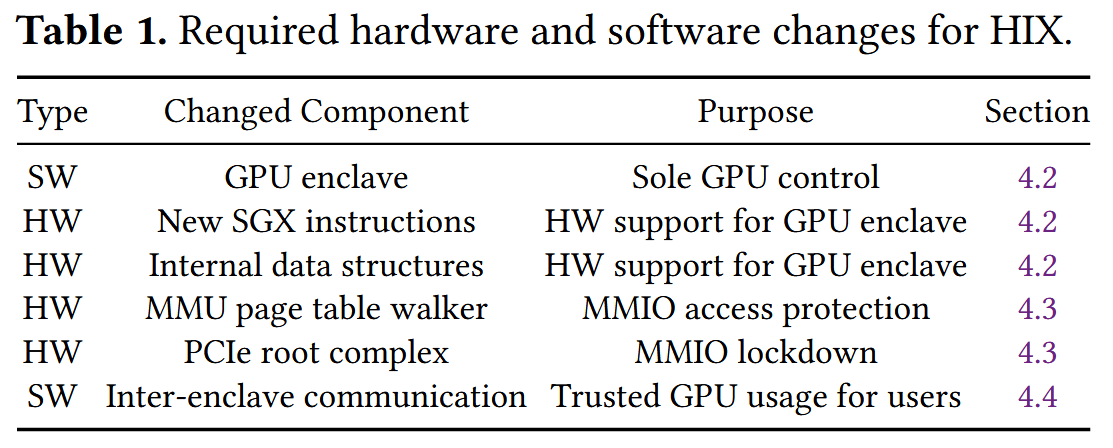 Table 1. Required hardware and software changes for HIX.
Type Changed Component Purpose Section
SW GPU enclave Sole GPU control 4.2
HW New SGX instructions HW support for GPU enclave 4.2
HW Internal data structures HW support for GPU enclave 4.2
HW MMU page table walker MMIO access protection 4.3
HW PCIe root complex MMIO lockdown 4.3
SW Inter-enclave communication Trusted GPU usage for users 4.4